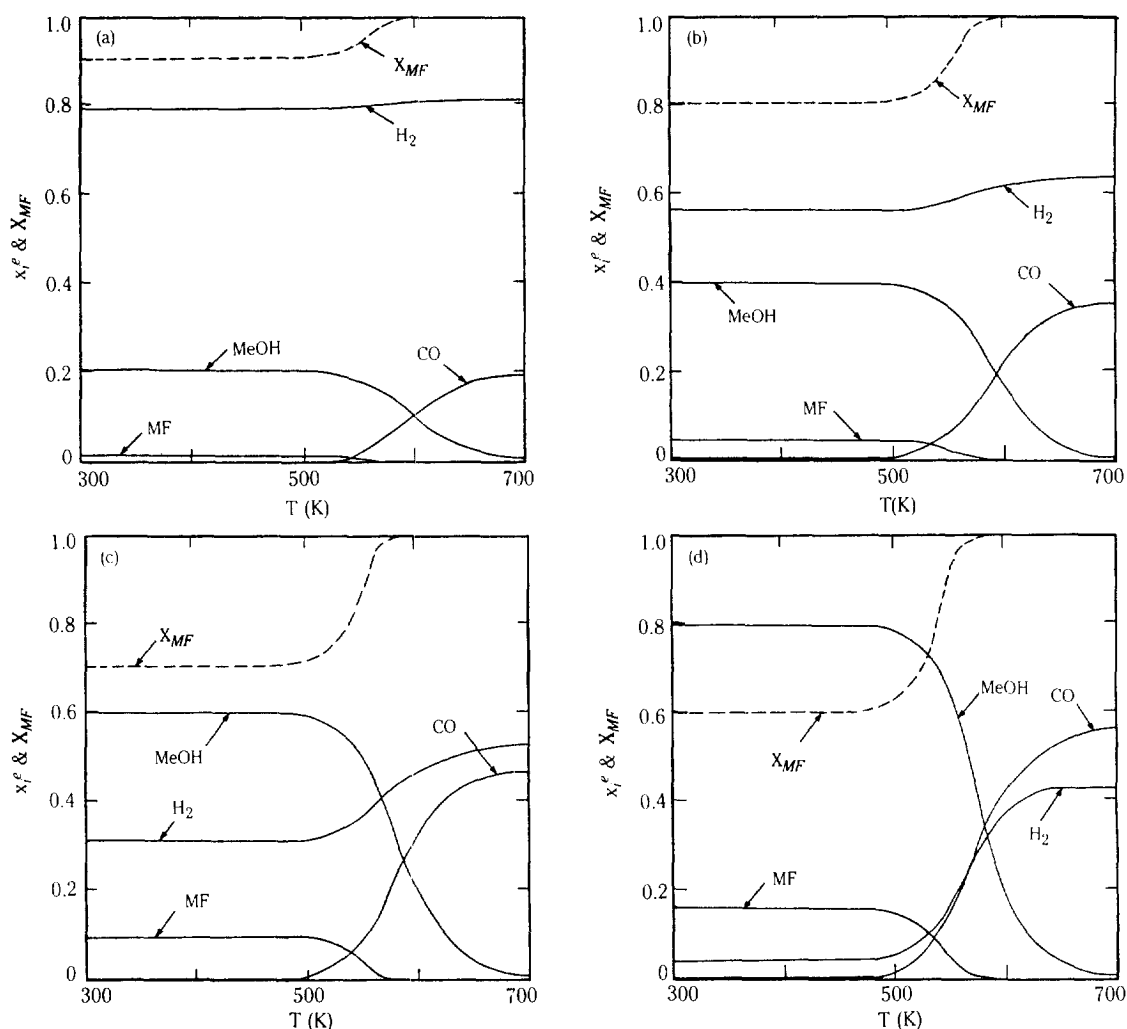 (a)
X_MF
H₂
MeOH
CO
MF
1.0
0.8
0.6
0.4
0.2
0
300
500
700
T (K)
x_i^e & X_MF
(b)
X_MF
H₂
CO
MeOH
MF
1.0
0.8
0.6
0.4
0.2
0
300
500
700
T(K)
x_i^e & X_MF
(c)
X_MF
MeOH
CO
H₂
MF
1.0
0.8
0.6
0.4
0.2
0
300
500
700
T (K)
x_i^e & X_MF
(d)
MeOH
CO
X_MF
H₂
MF
1.0
0.8
0.6
0.4
0.2
0
300
500
700
T (K)
x_i^e & X_MF